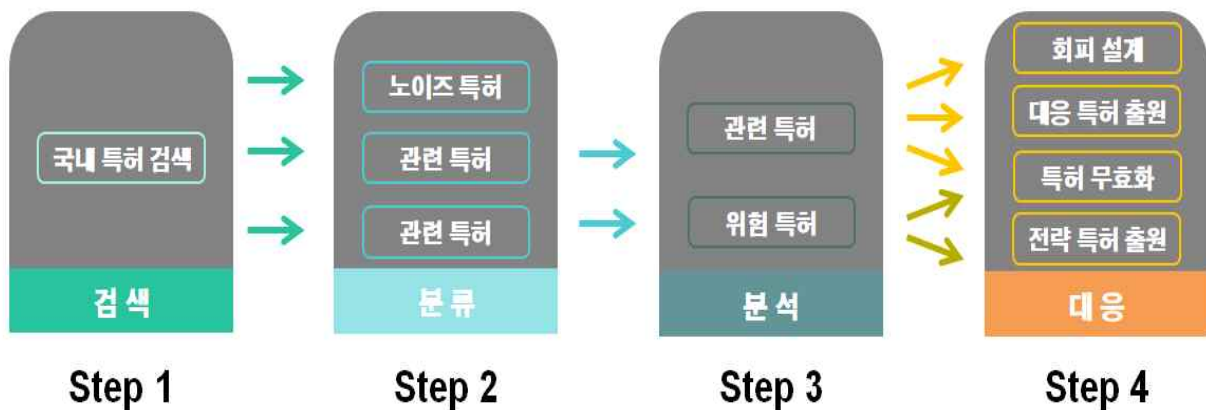 국내 특허 검색
검 색
Step 1
노이즈 특허
관련 특허
관련 특허
분 류
Step 2
관련 특허
위험 특허
분 석
Step 3
회피 설계
대응 특허 출원
특허 무효화
전략 특허 출원
대 응
Step 4